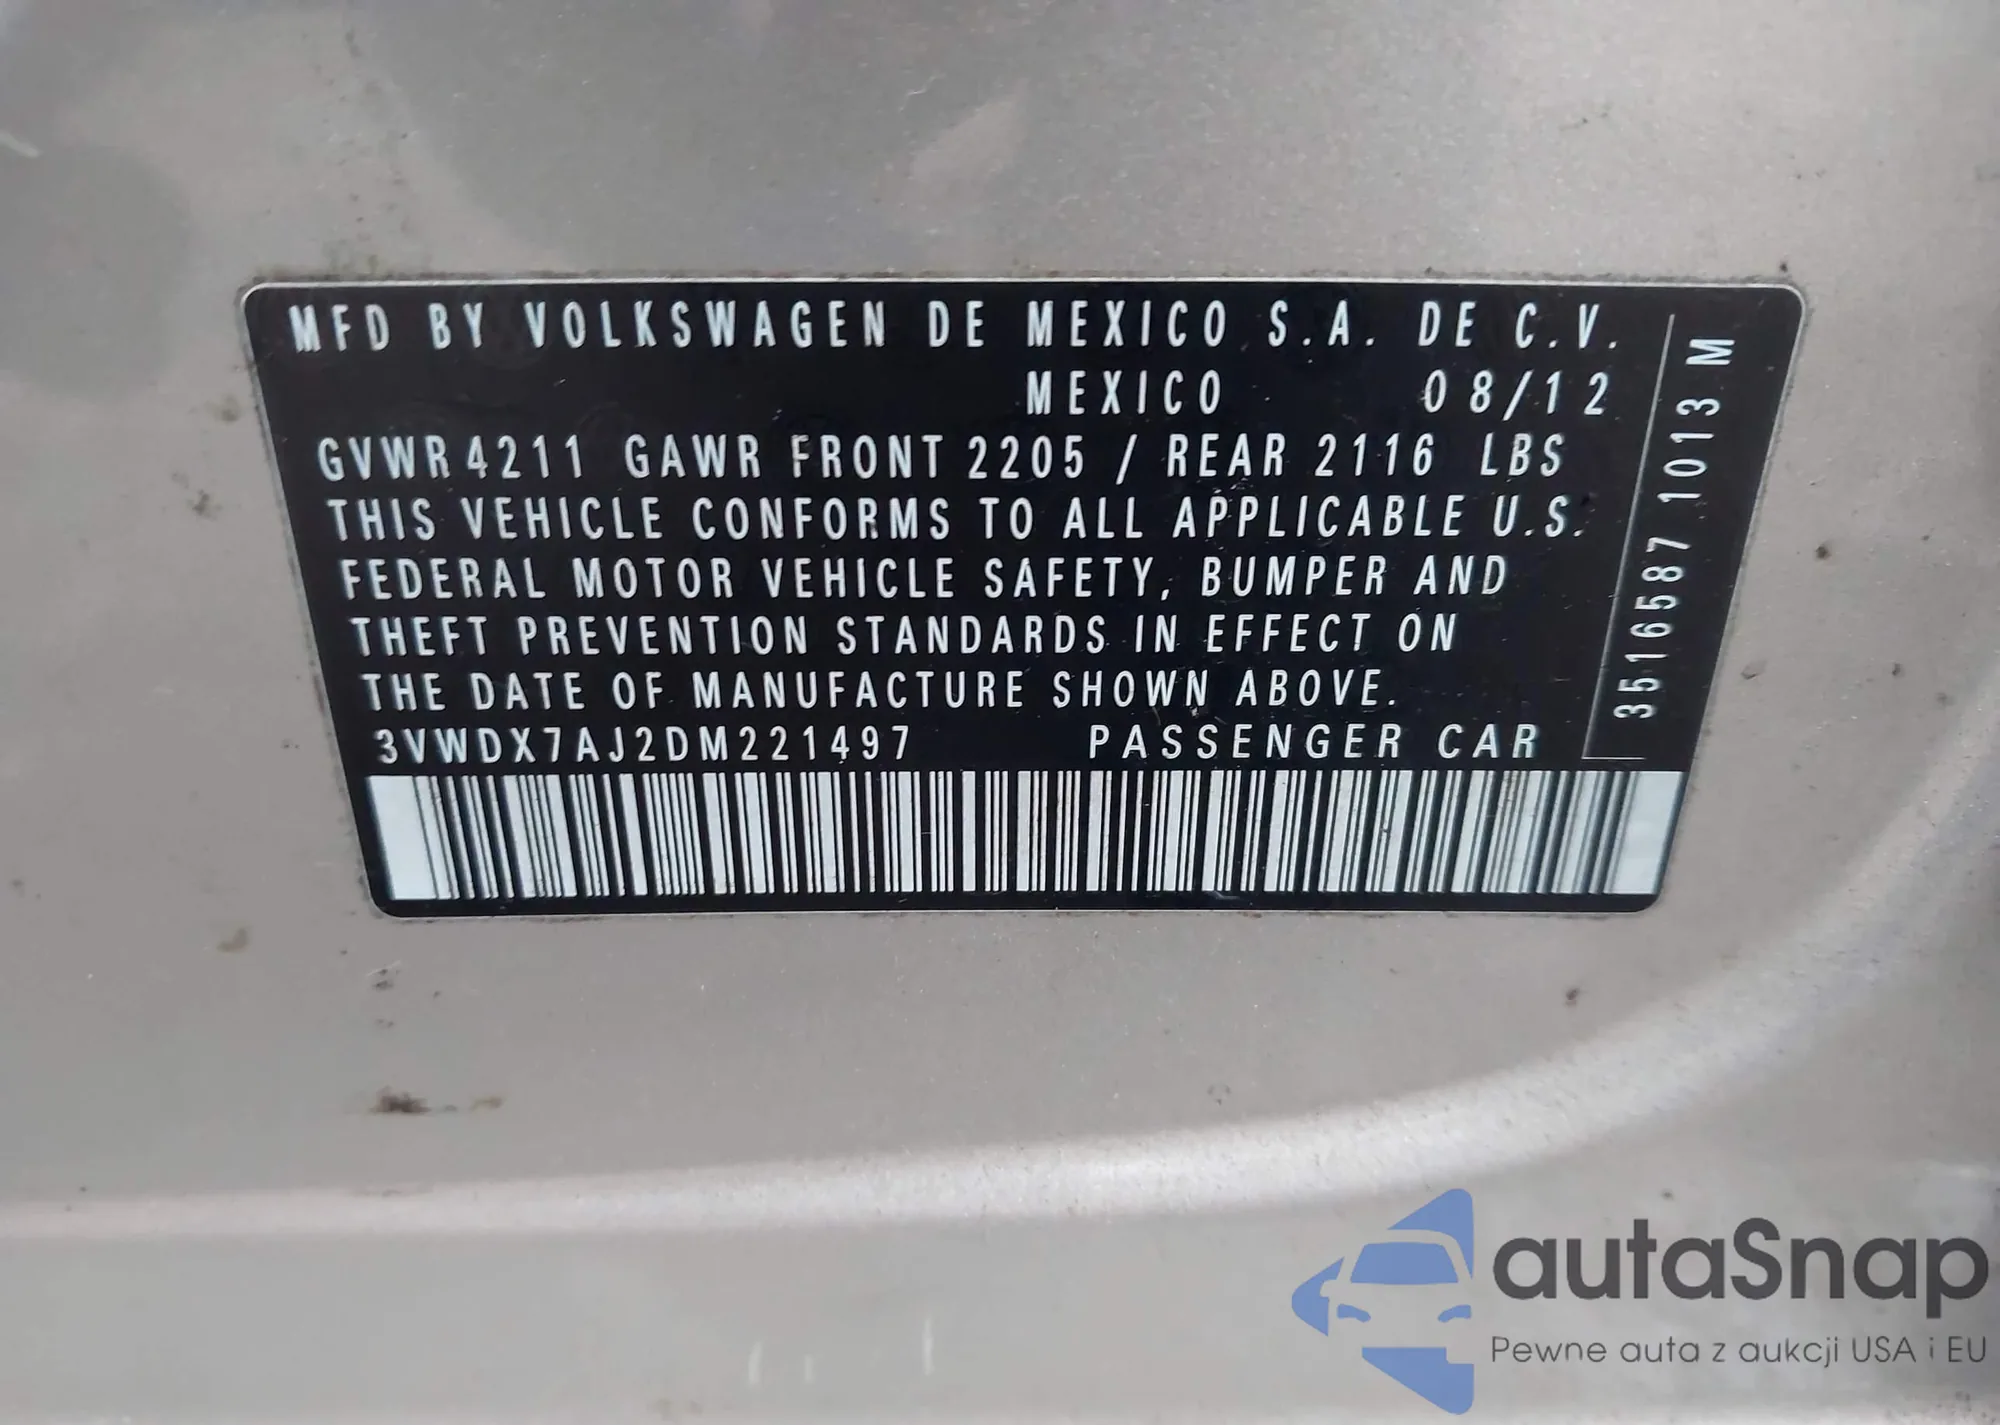 MFD BY VOLKSWAGEN DE MEXICO S.A. DE C.V.
MEXICO 08/12
GVWR 4211 GAWR FRONT 2205 / REAR 2116 LBS
THIS VEHICLE CONFORMS TO ALL APPLICABLE U.S.
FEDERAL MOTOR VEHICLE SAFETY, BUMPER AND
THEFT PREVENTION STANDARDS IN EFFECT ON
THE DATE OF MANUFACTURE SHOWN ABOVE.
3VWDX7AJ2DM221497 PASSENGER CAR
3516587 1013 M
autaSnap
Pewne auta z aukcji USA i EU